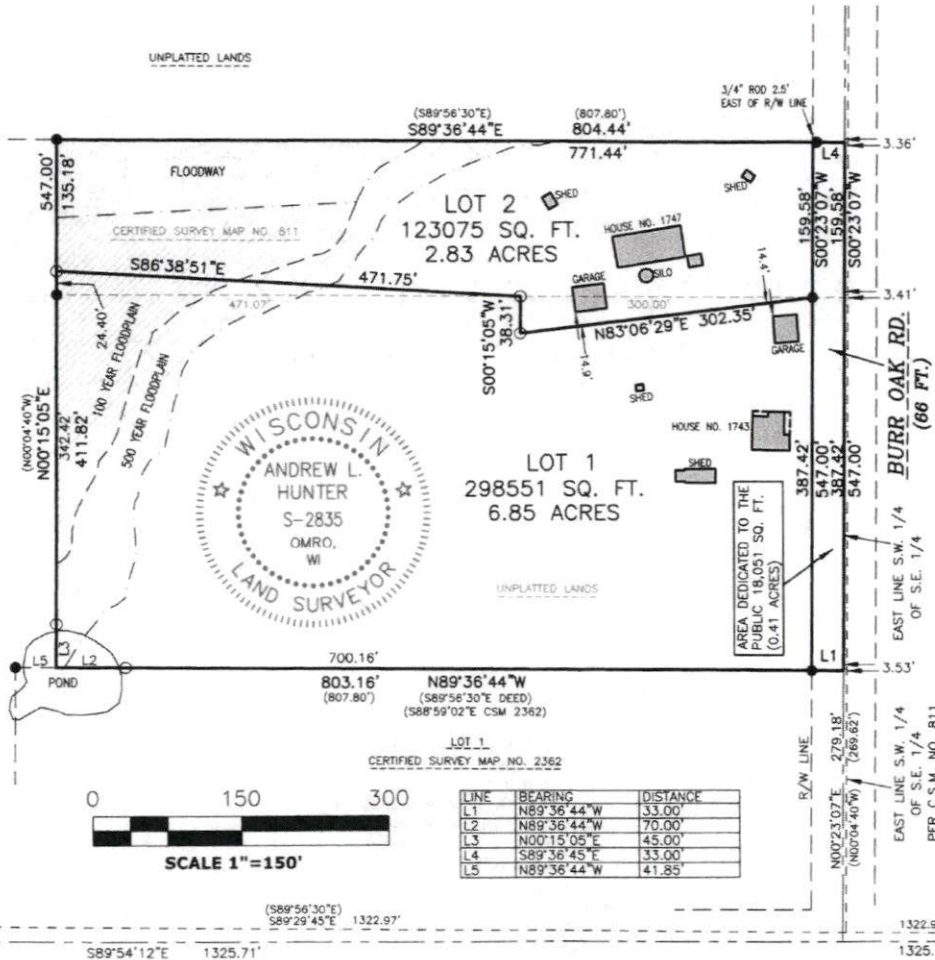 UNPLATTED LANDS
3/4" ROD 2.5'
EAST OF R/W LINE
(S89°56'30"E) (807.80')
S89°36'44"E 804.44'
771.44'
L4
3.36'
547.00'
135.18'
FLOODWAY
CERTIFIED SURVEY MAP NO. 811
LOT 2
123075 SQ. FT.
2.83 ACRES
SHED
SHED
HOUSE NO. 1747
SILO
GARAGE
14.4'
159.58'
S00°23'07"W
159.58'
S00°23'07"W
S86°38'51"E 471.75'
471.07'
300.00'
3.41'
24.40'
S00°15'05"W
38.31'
N83°06'29"E 302.35'
14.9'
GARAGE
100 YEAR FLOODPLAIN
500 YEAR FLOODPLAIN
(N00°04'40"W)
N00°15'05"E
342.42'
411.82'
SHED
HOUSE NO. 1743
SHED
BURR OAK RD.
(66 FT.)
WISCONSIN
ANDREW L.
HUNTER
S-2835
OMRO,
WI
LAND SURVEYOR
LOT 1
298551 SQ. FT.
6.85 ACRES
387.42'
547.00'
387.42'
547.00'
UNPLATTED LANDS
AREA DEDICATED TO THE
PUBLIC 18,051 SQ. FT.
(0.41 ACRES)
EAST LINE S.W. 1/4
OF S.E. 1/4
L3
L5
L2
POND
700.16'
L1
3.53'
803.16' N89°36'44"W
(807.80') (S89°56'30"E DEED)
(S88°59'02"E CSM 2362)
LOT 1
CERTIFIED SURVEY MAP NO. 2362
R/W LINE
N00°23'07"E 279.18'
(N00°04'40"W) (269.62')
EAST LINE S.W. 1/4
OF S.E. 1/4
PER C.S.M. NO. 811
0 150 300
SCALE 1"=150'
LINE BEARING DISTANCE
L1 N89°36'44"W 33.00'
L2 N89°36'44"W 70.00'
L3 N00°15'05"E 45.00'
L4 S89°36'45"E 33.00'
L5 N89°36'44"W 41.85'
(S89°56'30"E)
S89°29'45"E 1322.97'
1322.9
S89°54'12"E 1325.71'
1325.